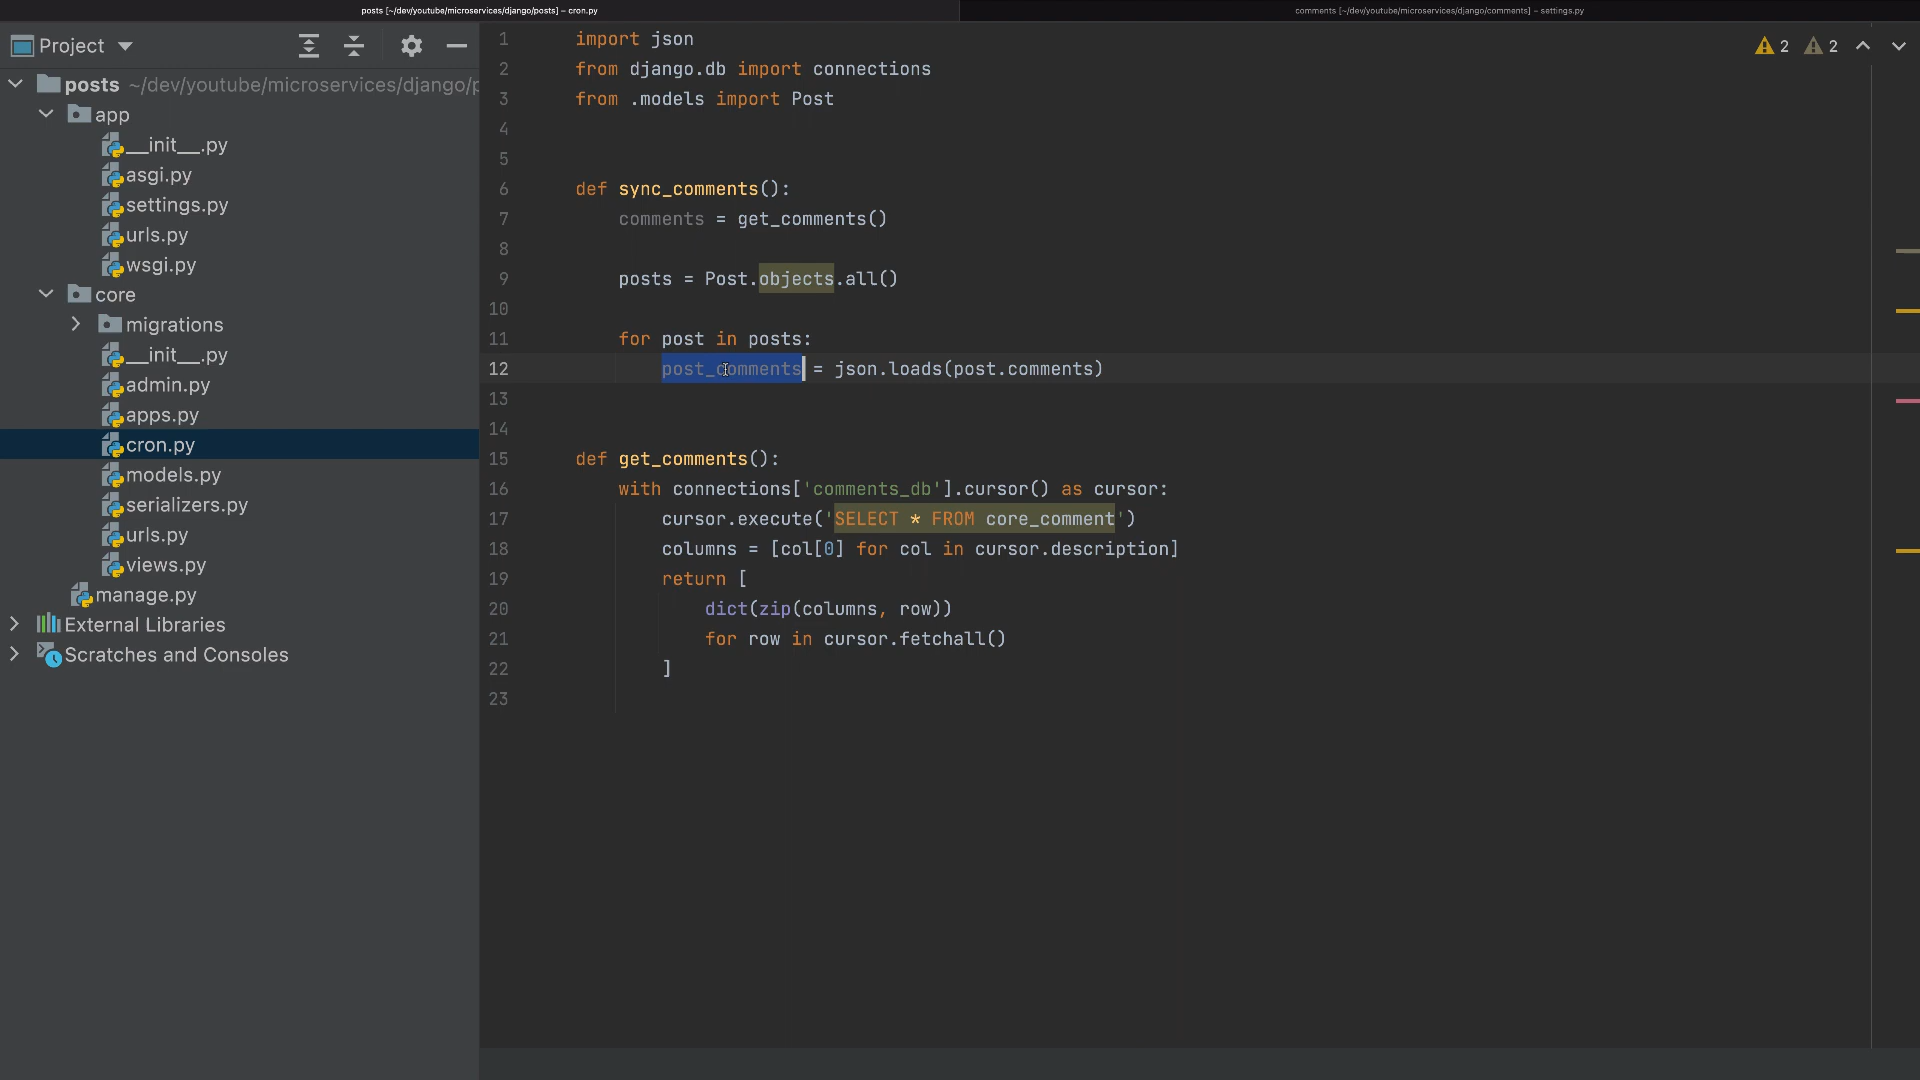 posts [~/dev/youtube/microservices/django/posts] – cron.py
comments [~/dev/youtube/microservices/django/comments] – settings.py
Project
posts ~/dev/youtube/microservices/django/p
app
__init__.py
asgi.py
settings.py
urls.py
wsgi.py
core
migrations
__init__.py
admin.py
apps.py
cron.py
models.py
serializers.py
urls.py
views.py
manage.py
External Libraries
Scratches and Consoles
2 2
1 import json
2 from django.db import connections
3 from .models import Post
4
5
6 def sync_comments():
7 comments = get_comments()
8
9 posts = Post.objects.all()
10
11 for post in posts:
12 post_comments = json.loads(post.comments)
13
14
15 def get_comments():
16 with connections['comments_db'].cursor() as cursor:
17 cursor.execute('SELECT * FROM core_comment')
18 columns = [col[0] for col in cursor.description]
19 return [
20 dict(zip(columns, row))
21 for row in cursor.fetchall()
22 ]
23